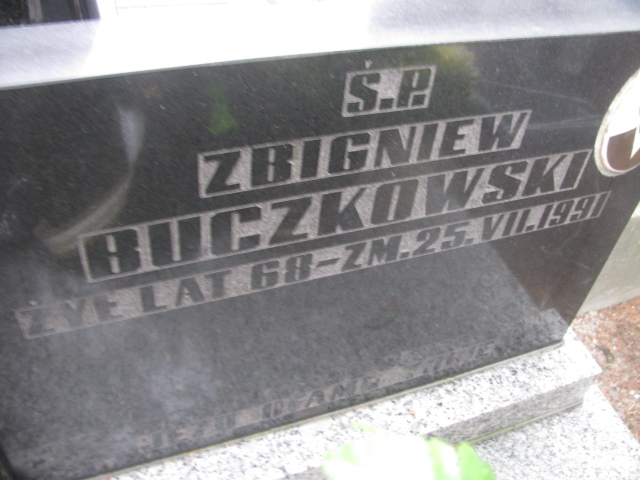 Ś.P.
ZBIGNIEW
BUCZKOWSKI
ŻYŁ LAT 68-ZM.25.VII.1991